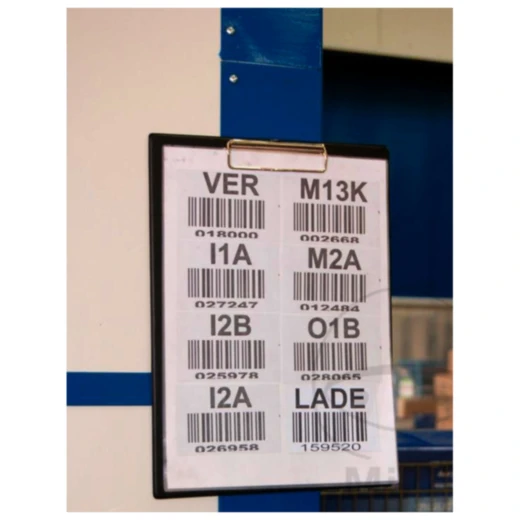 VER
018000
M13K
002668
I1A
027247
M2A
012484
I2B
025978
O1B
028065
I2A
026958
LADE
159520